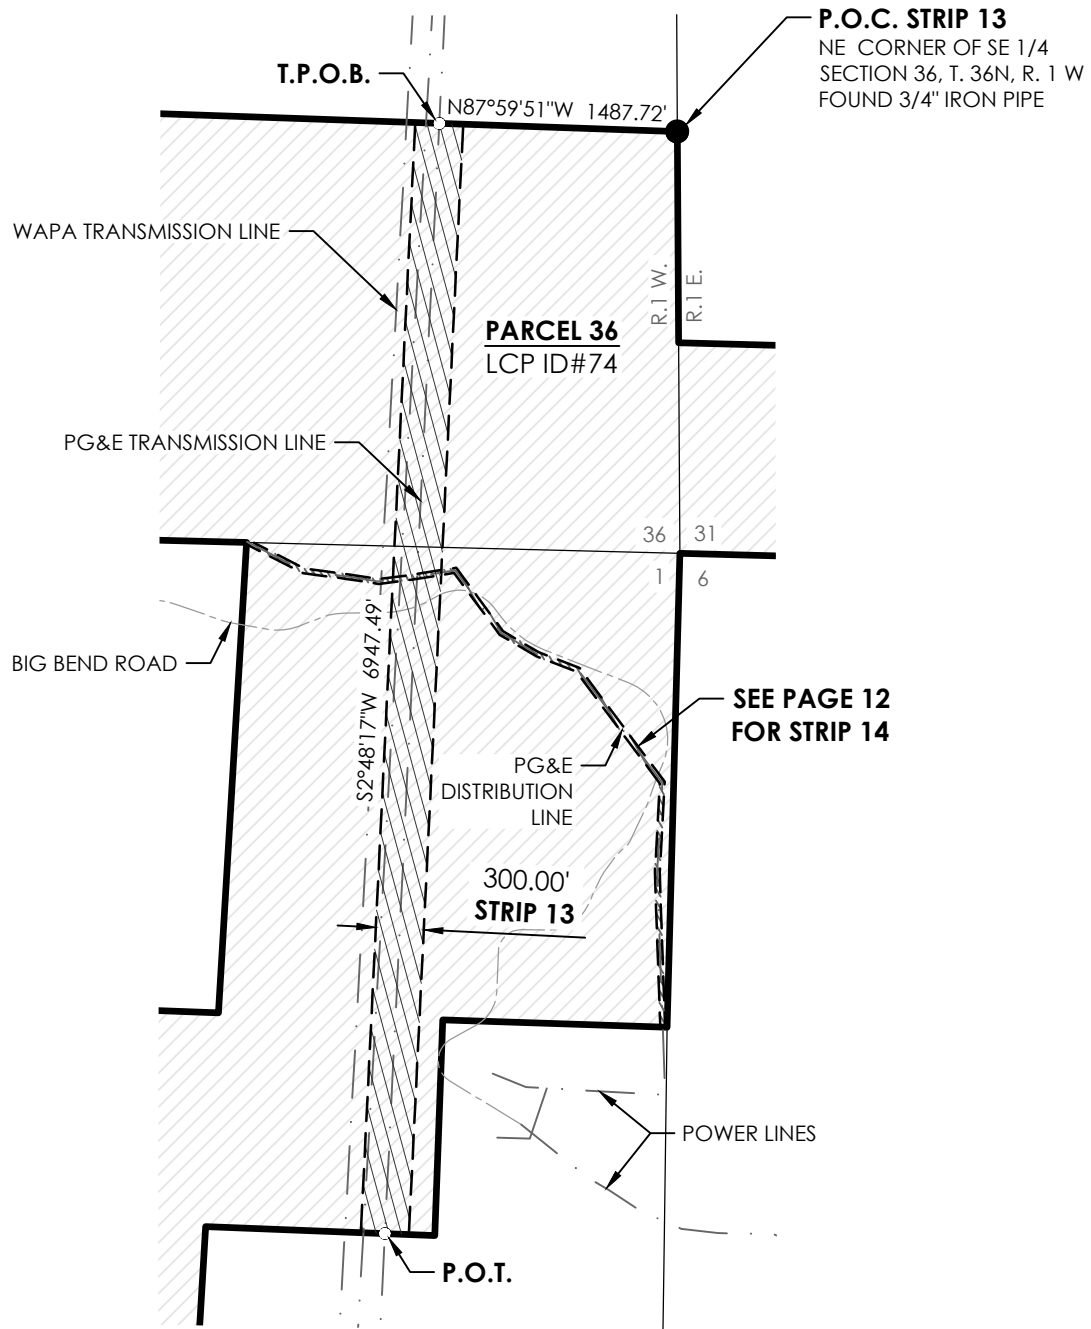 P.O.C. STRIP 13
NE CORNER OF SE 1/4
SECTION 36, T. 36N, R. 1 W
FOUND 3/4" IRON PIPE
T.P.O.B.
N87°59'51"W 1487.72'
WAPA TRANSMISSION LINE
R.1 W.
R.1 E.
PARCEL 36
LCP ID#74
PG&E TRANSMISSION LINE
36 31
1 6
S2°48'17"W 6947.49'
BIG BEND ROAD
SEE PAGE 12
FOR STRIP 14
PG&E
DISTRIBUTION
LINE
300.00'
STRIP 13
POWER LINES
P.O.T.